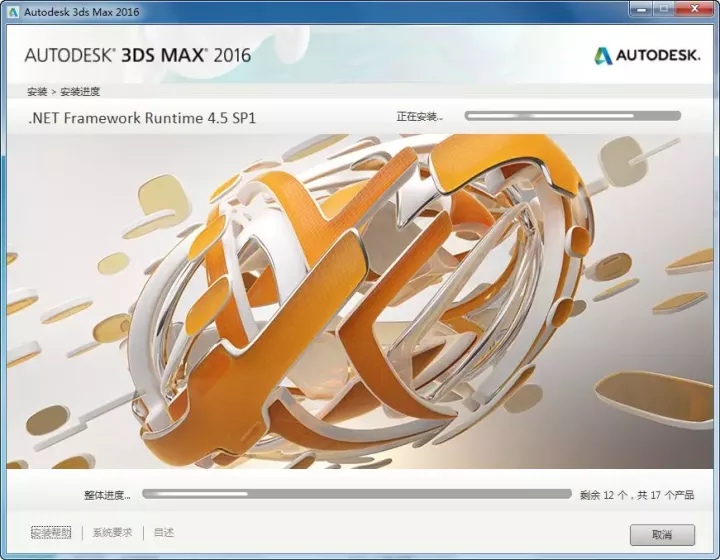 Autodesk 3ds Max 2016
AUTODESK® 3DS MAX® 2016
AUTODESK.
安装 > 安装进度
.NET Framework Runtime 4.5 SP1
正在安装...
整体进度...
剩余 12 个，共 17 个产品
安装帮助 | 系统要求 | 自述
取消